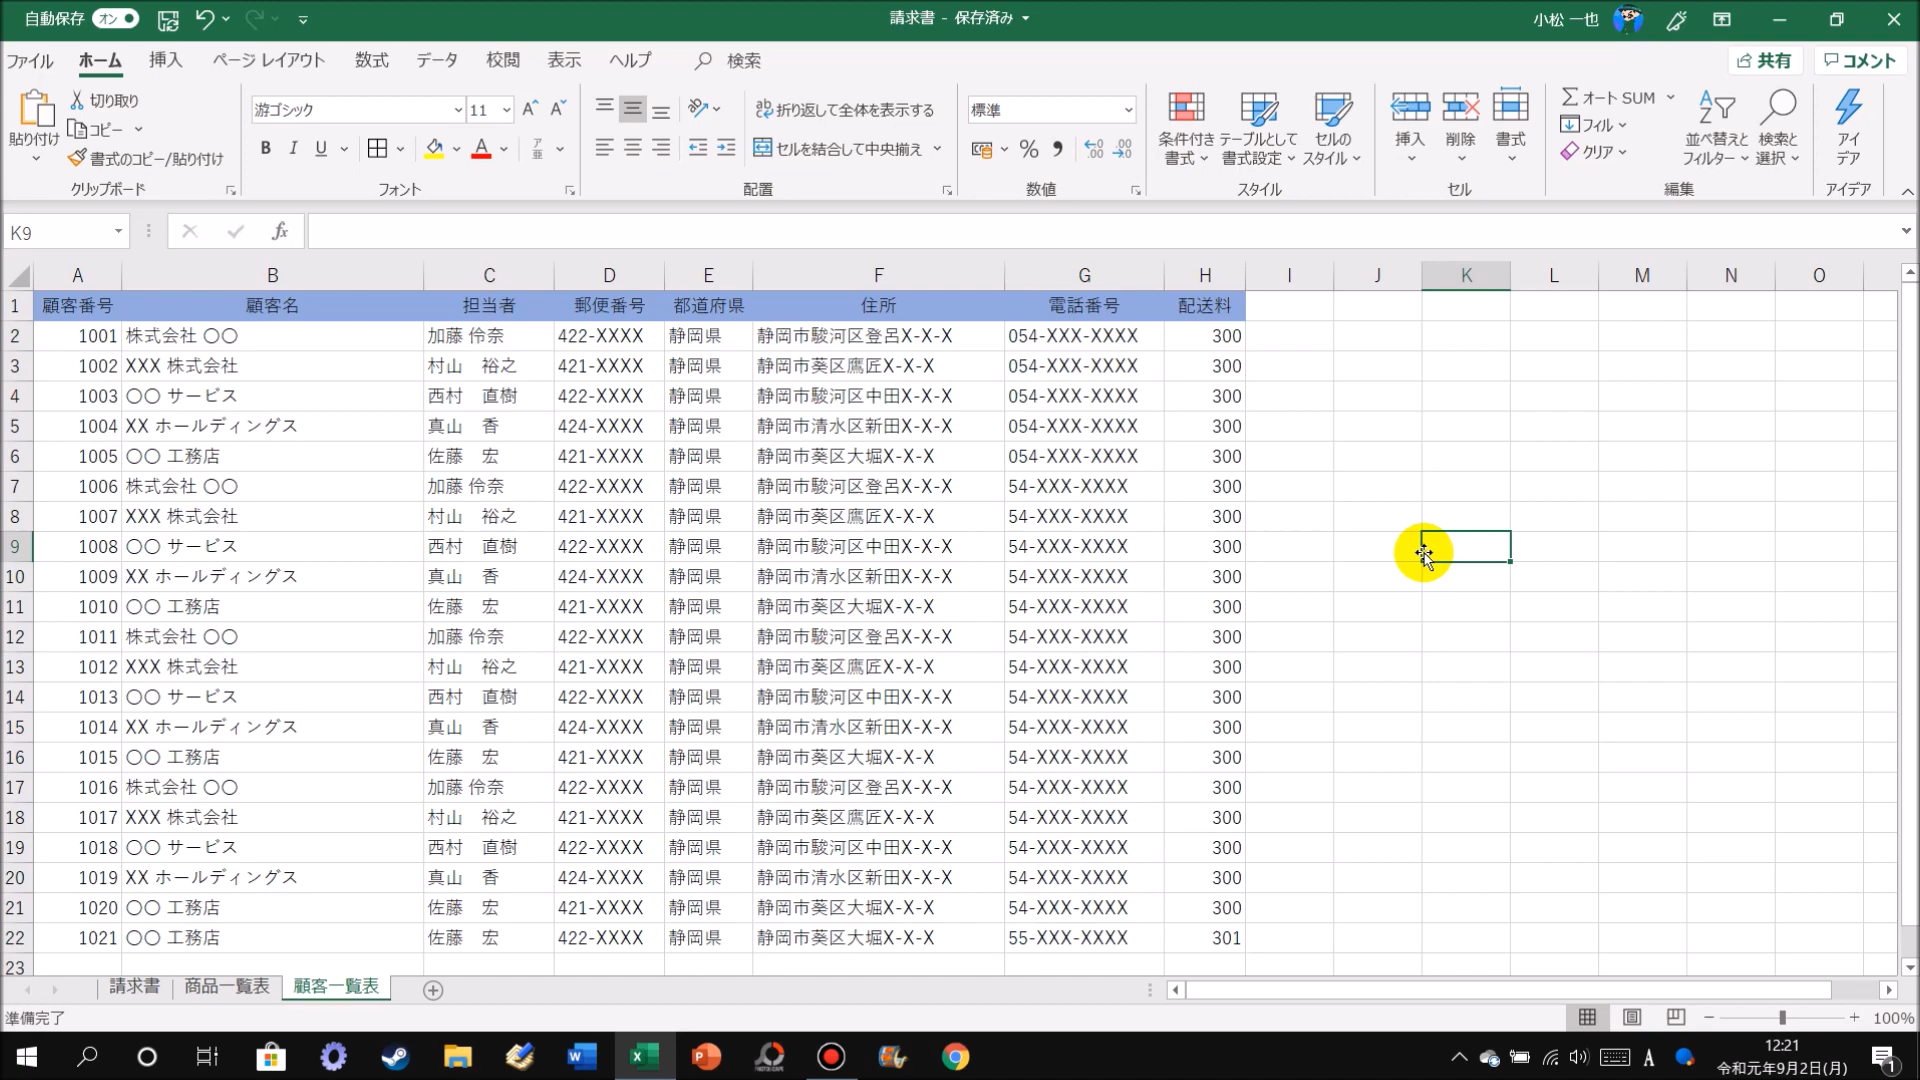 自動保存 オン 請求書 - 保存済み 小松 一也
ファイル ホーム 挿入 ページ レイアウト 数式 データ 校閲 表示 ヘルプ 検索 共有 コメント
貼り付け 切り取り コピー 書式のコピー/貼り付け クリップボード
游ゴシック 11 B I U A フォント
折り返して全体を表示する セルを結合して中央揃え 配置
標準 % 数値
条件付き書式 テーブルとして書式設定 セルのスタイル スタイル
挿入 削除 書式 セル
オート SUM フィル クリア 並べ替えとフィルター 検索と選択 編集
アイデア アイデア
K9 fx
A B C D E F G H I J K L M N O
1 顧客番号 顧客名 担当者 郵便番号 都道府県 住所 電話番号 配送料
2 1001 株式会社 〇〇 加藤 伶奈 422-XXXX 静岡県 静岡市駿河区登呂X-X-X 054-XXX-XXXX 300
3 1002 XXX 株式会社 村山　裕之 421-XXXX 静岡県 静岡市葵区鷹匠X-X-X 054-XXX-XXXX 300
4 1003 〇〇 サービス 西村　直樹 422-XXXX 静岡県 静岡市駿河区中田X-X-X 054-XXX-XXXX 300
5 1004 XX ホールディングス 真山　香 424-XXXX 静岡県 静岡市清水区新田X-X-X 054-XXX-XXXX 300
6 1005 〇〇 工務店 佐藤　宏 421-XXXX 静岡県 静岡市葵区大堀X-X-X 054-XXX-XXXX 300
7 1006 株式会社 〇〇 加藤 伶奈 422-XXXX 静岡県 静岡市駿河区登呂X-X-X 54-XXX-XXXX 300
8 1007 XXX 株式会社 村山　裕之 421-XXXX 静岡県 静岡市葵区鷹匠X-X-X 54-XXX-XXXX 300
9 1008 〇〇 サービス 西村　直樹 422-XXXX 静岡県 静岡市駿河区中田X-X-X 54-XXX-XXXX 300
10 1009 XX ホールディングス 真山　香 424-XXXX 静岡県 静岡市清水区新田X-X-X 54-XXX-XXXX 300
11 1010 〇〇 工務店 佐藤　宏 421-XXXX 静岡県 静岡市葵区大堀X-X-X 54-XXX-XXXX 300
12 1011 株式会社 〇〇 加藤 伶奈 422-XXXX 静岡県 静岡市駿河区登呂X-X-X 54-XXX-XXXX 300
13 1012 XXX 株式会社 村山　裕之 421-XXXX 静岡県 静岡市葵区鷹匠X-X-X 54-XXX-XXXX 300
14 1013 〇〇 サービス 西村　直樹 422-XXXX 静岡県 静岡市駿河区中田X-X-X 54-XXX-XXXX 300
15 1014 XX ホールディングス 真山　香 424-XXXX 静岡県 静岡市清水区新田X-X-X 54-XXX-XXXX 300
16 1015 〇〇 工務店 佐藤　宏 421-XXXX 静岡県 静岡市葵区大堀X-X-X 54-XXX-XXXX 300
17 1016 株式会社 〇〇 加藤 伶奈 422-XXXX 静岡県 静岡市駿河区登呂X-X-X 54-XXX-XXXX 300
18 1017 XXX 株式会社 村山　裕之 421-XXXX 静岡県 静岡市葵区鷹匠X-X-X 54-XXX-XXXX 300
19 1018 〇〇 サービス 西村　直樹 422-XXXX 静岡県 静岡市駿河区中田X-X-X 54-XXX-XXXX 300
20 1019 XX ホールディングス 真山　香 424-XXXX 静岡県 静岡市清水区新田X-X-X 54-XXX-XXXX 300
21 1020 〇〇 工務店 佐藤　宏 421-XXXX 静岡県 静岡市葵区大堀X-X-X 54-XXX-XXXX 300
22 1021 〇〇 工務店 佐藤　宏 422-XXXX 静岡県 静岡市葵区大堀X-X-X 55-XXX-XXXX 301
23
請求書 商品一覧表 顧客一覧表
準備完了 100%
A 12:21
令和元年9月2日(月) 1